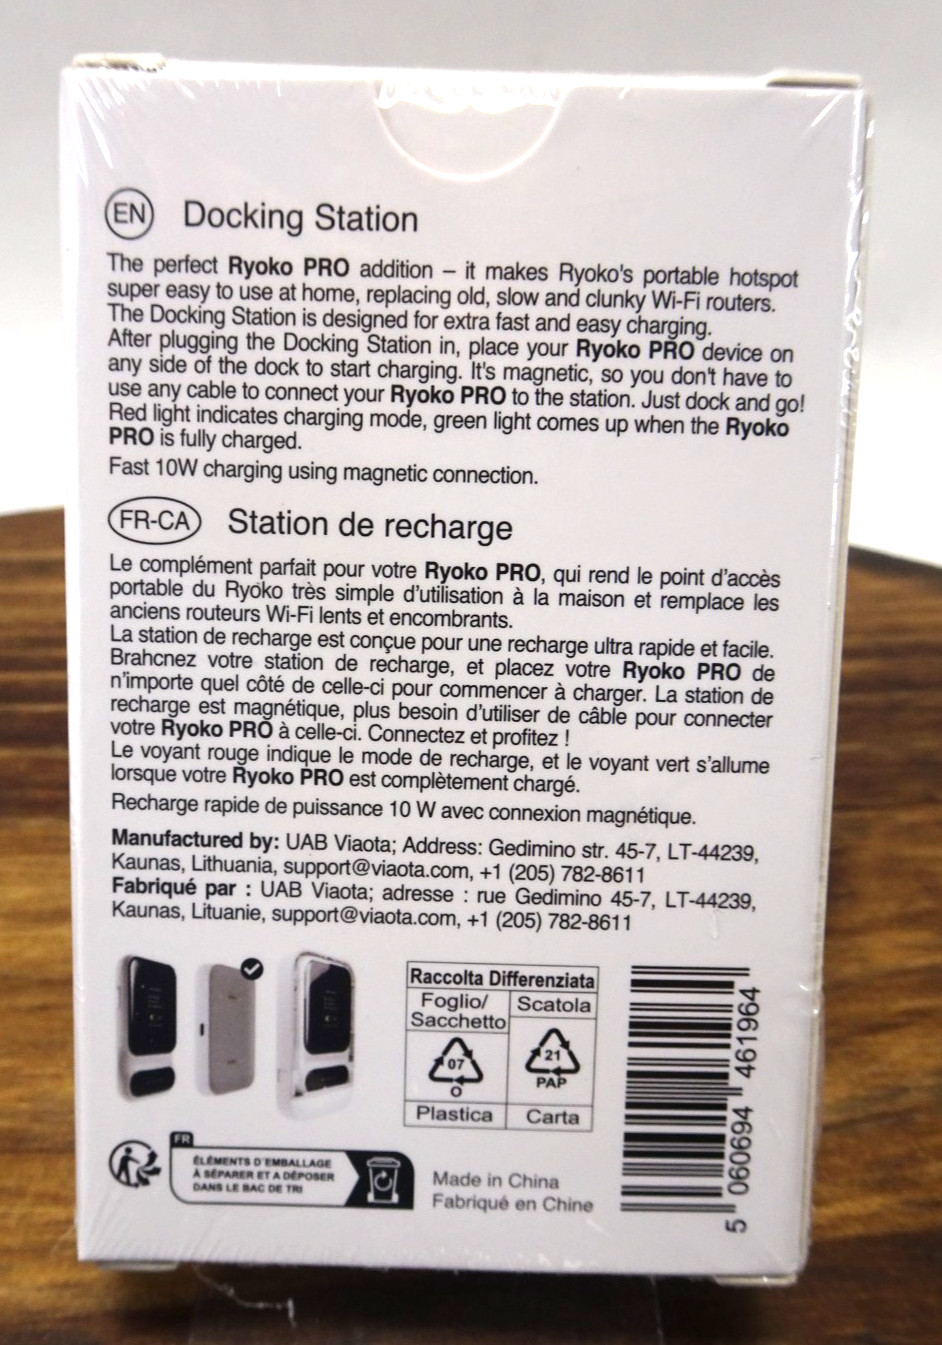 EN Docking Station
The perfect Ryoko PRO addition – it makes Ryoko's portable hotspot
super easy to use at home, replacing old, slow and clunky Wi-Fi routers.
The Docking Station is designed for extra fast and easy charging.
After plugging the Docking Station in, place your Ryoko PRO device on
any side of the dock to start charging. It's magnetic, so you don't have to
use any cable to connect your Ryoko PRO to the station. Just dock and go!
Red light indicates charging mode, green light comes up when the Ryoko
PRO is fully charged.
Fast 10W charging using magnetic connection.
FR-CA Station de recharge
Le complément parfait pour votre Ryoko PRO, qui rend le point d'accès
portable du Ryoko très simple d'utilisation à la maison et remplace les
anciens routeurs Wi-Fi lents et encombrants.
La station de recharge est conçue pour une recharge ultra rapide et facile.
Brahcnez votre station de recharge, et placez votre Ryoko PRO de
n'importe quel côté de celle-ci pour commencer à charger. La station de
recharge est magnétique, plus besoin d'utiliser de câble pour connecter
votre Ryoko PRO à celle-ci. Connectez et profitez !
Le voyant rouge indique le mode de recharge, et le voyant vert s'allume
lorsque votre Ryoko PRO est complètement chargé.
Recharge rapide de puissance 10 W avec connexion magnétique.
Manufactured by: UAB Viaota; Address: Gedimino str. 45-7, LT-44239,
Kaunas, Lithuania, support@viaota.com, +1 (205) 782-8611
Fabriqué par : UAB Viaota; adresse : rue Gedimino 45-7, LT-44239,
Kaunas, Lituanie, support@viaota.com, +1 (205) 782-8611
Raccolta Differenziata
Foglio/
Sacchetto
07
O
Plastica
Scatola
21
PAP
Carta
FR
ÉLÉMENTS D'EMBALLAGE
À SÉPARER ET A DÉPOSER
DANS LE BAC DE TRI
Made in China
Fabriqué en Chine
5 060694 461964